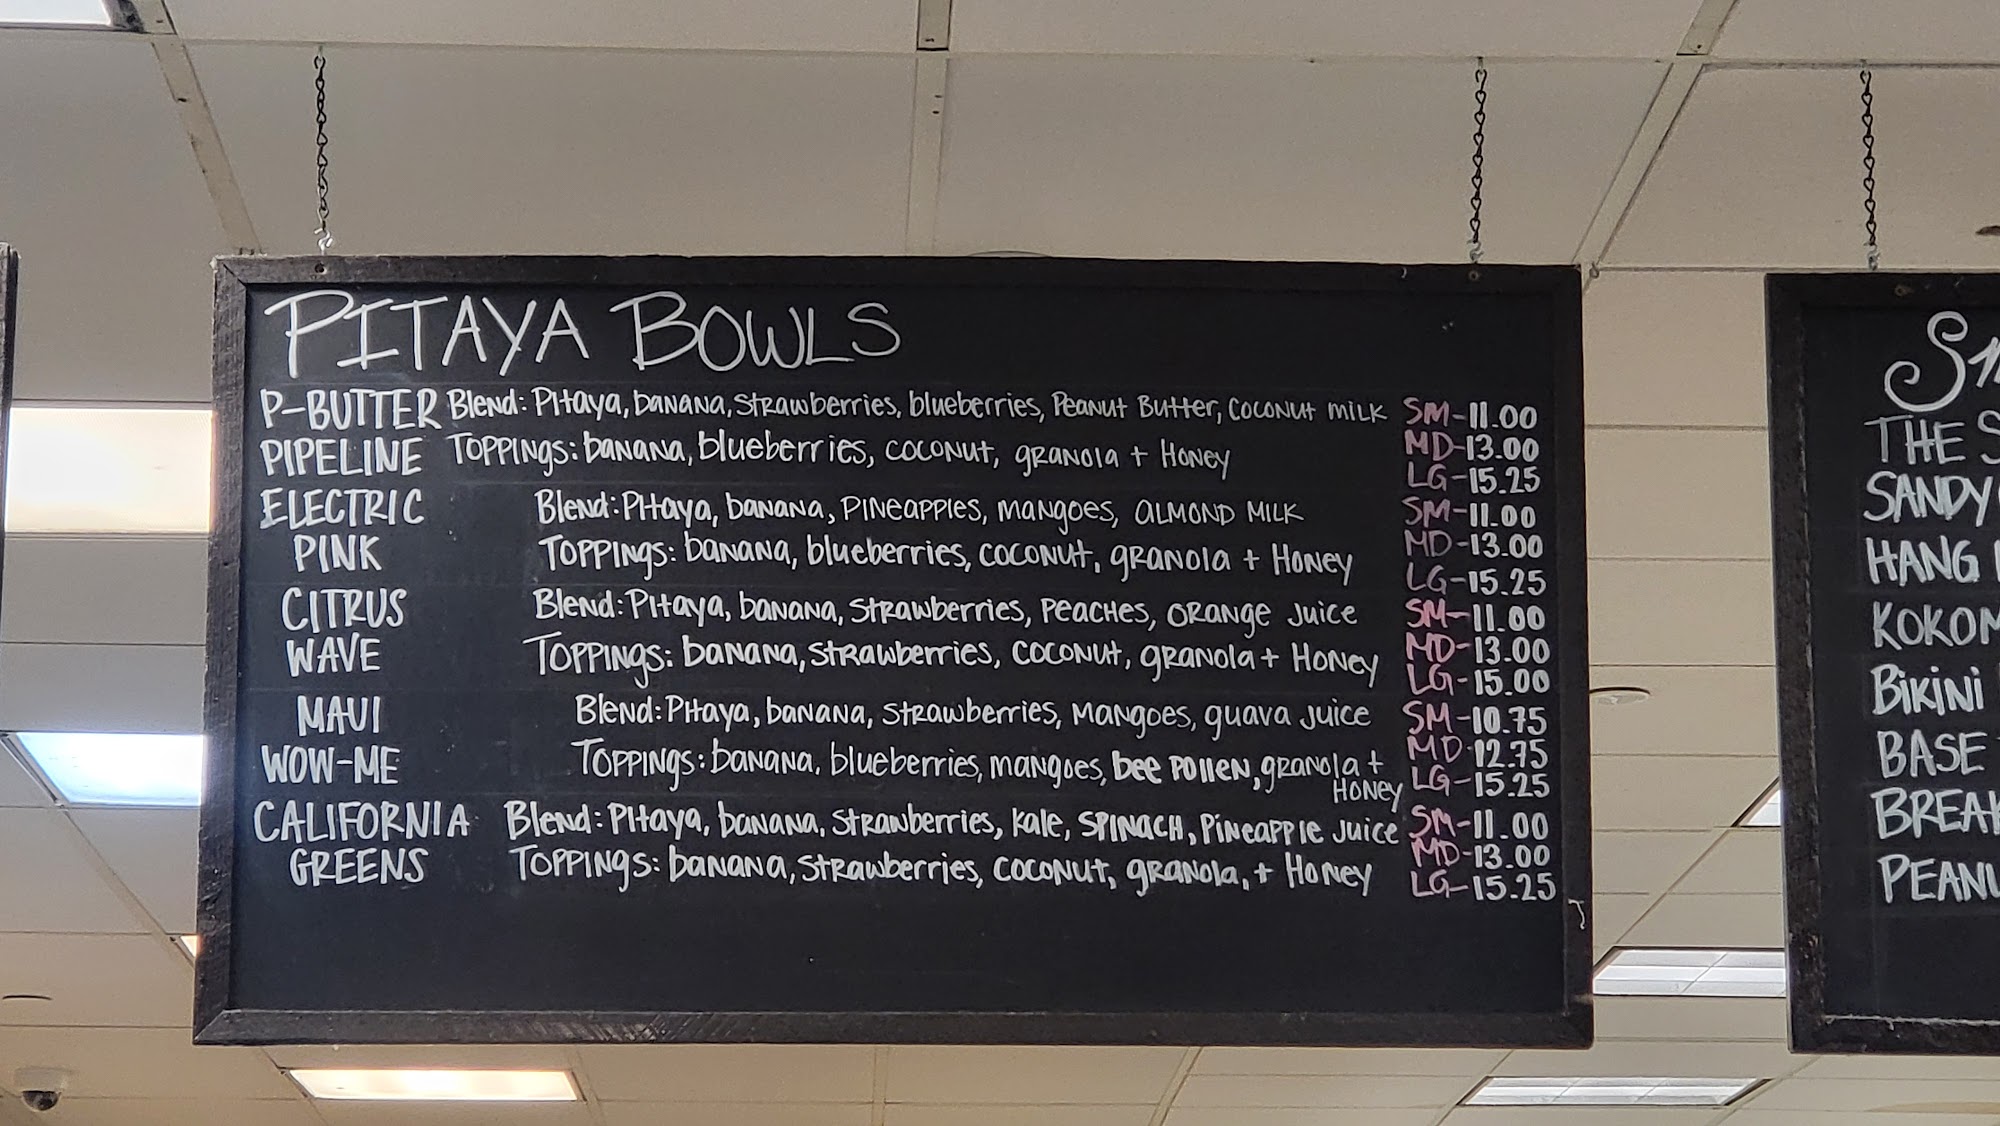 PITAYA BOWLS
P-BUTTER Blend: Pitaya, banana, strawberries, blueberries, Peanut Butter, coconut milk SM-11.00
PIPELINE Toppings: banana, blueberries, coconut, granola + Honey MD-13.00
LG-15.25
ELECTRIC Blend: Pitaya, banana, pineapples, mangoes, almond milk SM-11.00
PINK Toppings: banana, blueberries, coconut, granola + Honey MD-13.00
LG-15.25
CITRUS Blend: Pitaya, banana, strawberries, peaches, orange juice SM-11.00
WAVE Toppings: banana, strawberries, coconut, granola + Honey MD-13.00
LG-15.00
MAUI Blend: Pitaya, banana, strawberries, mangoes, guava juice SM-10.75
WOW-ME Toppings: banana, blueberries, mangoes, bee pollen, granola + MD-12.75
Honey LG-15.25
CALIFORNIA Blend: Pitaya, banana, strawberries, kale, spinach, pineapple juice SM-11.00
GREENS Toppings: banana, strawberries, coconut, granola, + Honey MD-13.00
LG-15.25
THE
SANDY
HANG
BIKINI
BASE